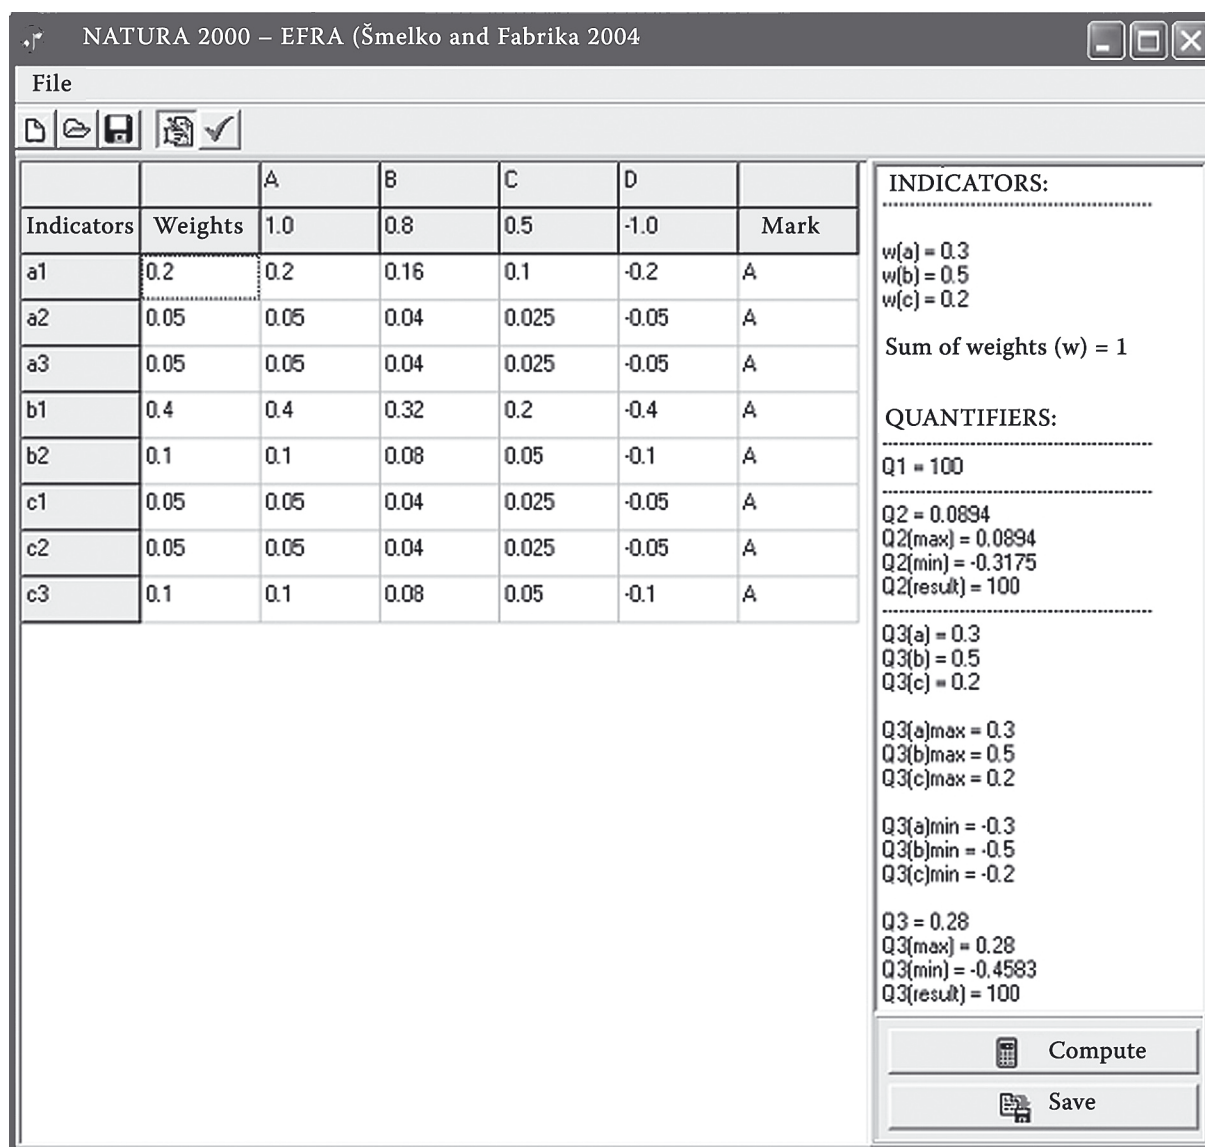 NATURA 2000 – EFRA (Šmelko and Fabrika 2004
File
A B C D
Indicators Weights 1.0 0.8 0.5 -1.0 Mark
a1 0.2 0.2 0.16 0.1 -0.2 A
a2 0.05 0.05 0.04 0.025 -0.05 A
a3 0.05 0.05 0.04 0.025 -0.05 A
b1 0.4 0.4 0.32 0.2 -0.4 A
b2 0.1 0.1 0.08 0.05 -0.1 A
c1 0.05 0.05 0.04 0.025 -0.05 A
c2 0.05 0.05 0.04 0.025 -0.05 A
c3 0.1 0.1 0.08 0.05 -0.1 A
INDICATORS:
w(a) = 0.3
w(b) = 0.5
w(c) = 0.2
Sum of weights (w) = 1
QUANTIFIERS:
Q1 = 100
Q2 = 0.0894
Q2(max) = 0.0894
Q2(min) = -0.3175
Q2(result) = 100
Q3(a) = 0.3
Q3(b) = 0.5
Q3(c) = 0.2
Q3(a)max = 0.3
Q3(b)max = 0.5
Q3(c)max = 0.2
Q3(a)min = -0.3
Q3(b)min = -0.5
Q3(c)min = -0.2
Q3 = 0.28
Q3(max) = 0.28
Q3(min) = -0.4583
Q3(result) = 100
Compute
Save